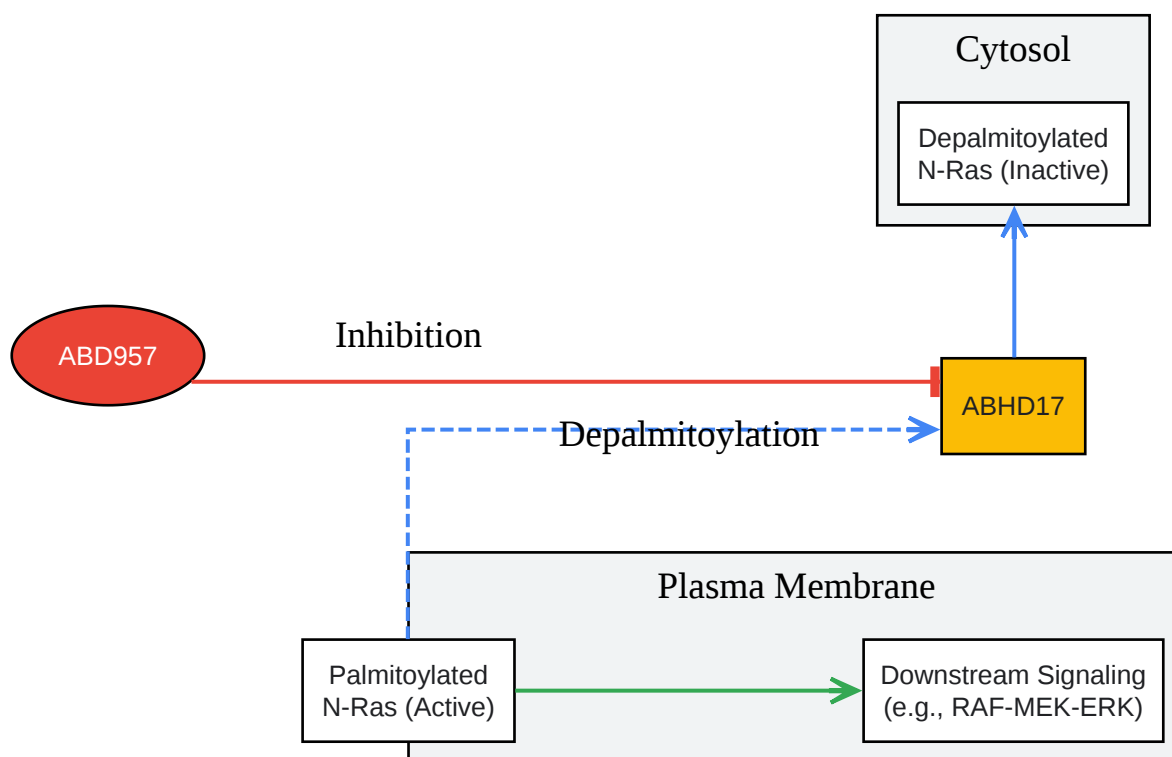 Cytosol
Depalmitoylated
N-Ras (Inactive)
Inhibition
ABD957
ABHD17
Depalmitoylation
Plasma Membrane
Palmitoylated
N-Ras (Active)
Downstream Signaling
(e.g., RAF-MEK-ERK)